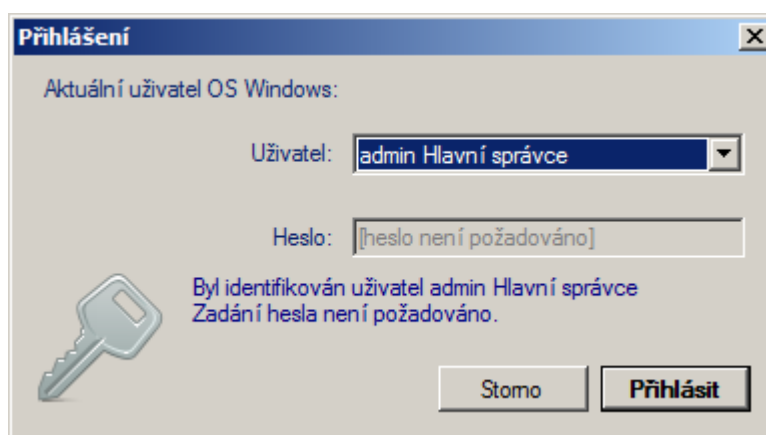 Přihlášení
Aktuální uživatel OS Windows:
Uživatel: admin Hlavní správce
Heslo: [heslo není požadováno]
Byl identifikován uživatel admin Hlavní správce
Zadání hesla není požadováno.
Storno Přihlásit